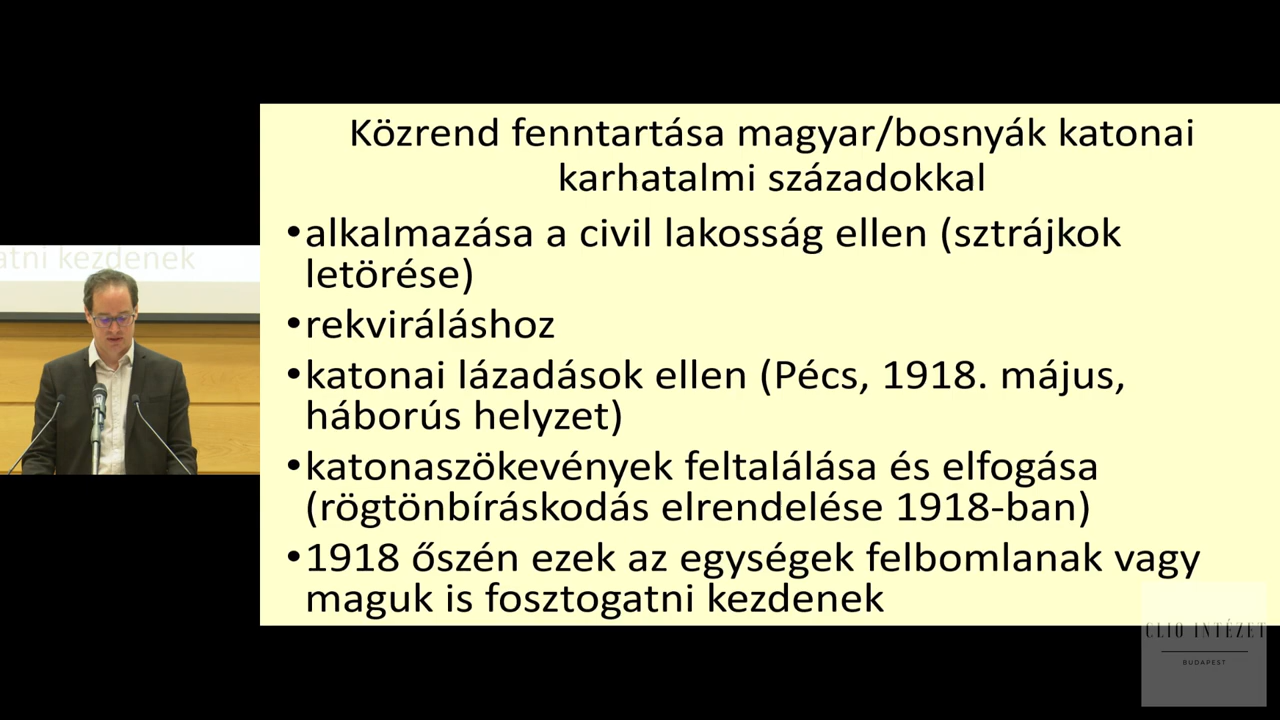 Közrend fenntartása magyar/bosnyák katonai
karhatalmi századokkal
•alkalmazása a civil lakosság ellen (sztrájkok
letörése)
•rekviráláshoz
•katonai lázadások ellen (Pécs, 1918. május,
háborús helyzet)
•katonaszökevények feltalálása és elfogása
(rögtönbíráskodás elrendelése 1918-ban)
•1918 őszén ezek az egységek felbomlanak vagy
maguk is fosztogatni kezdenek
atni kezdenek
CLIO INTÉZET
BUDAPEST